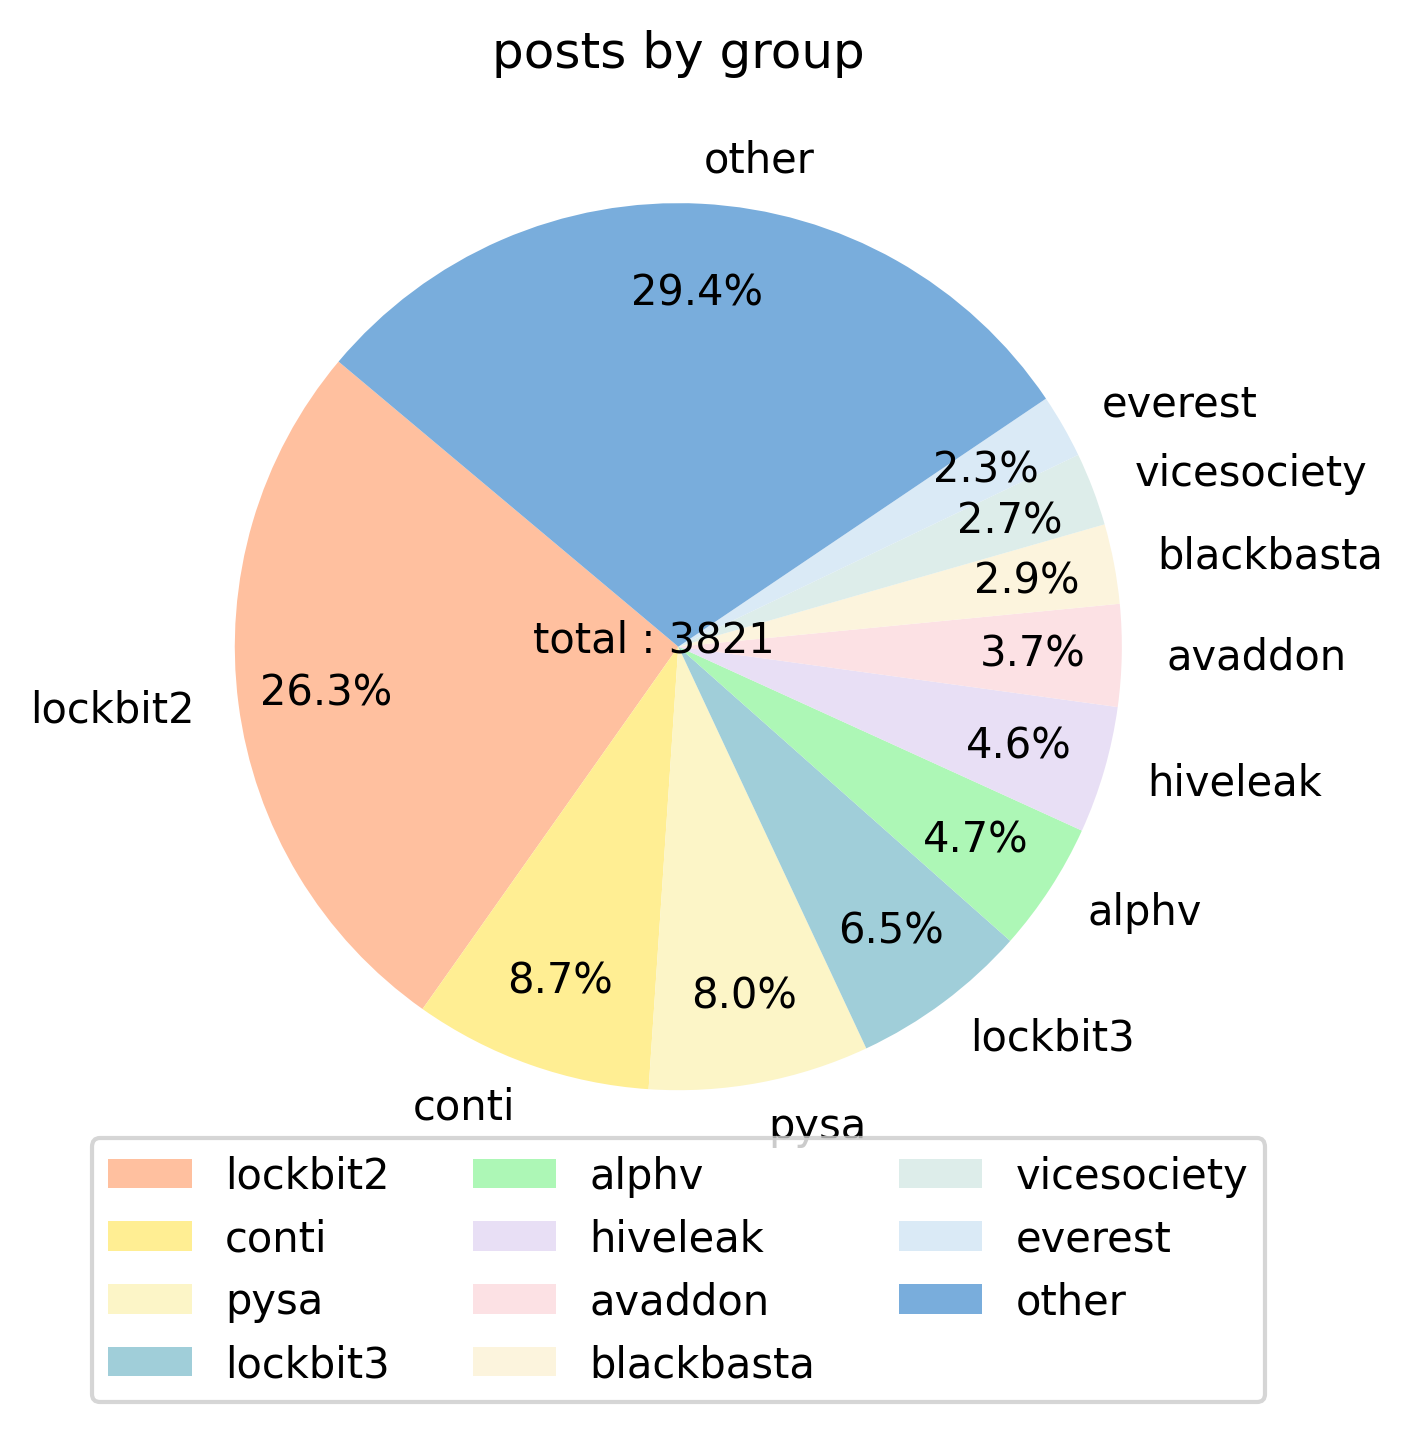 posts by group
other
29.4%
everest
2.3%
vicesociety
2.7%
blackbasta
2.9%
total : 3821
3.7%
avaddon
lockbit2
26.3%
4.6%
hiveleak
4.7%
alphv
6.5%
8.7%
8.0%
lockbit3
conti
pysa
lockbit2
conti
pysa
lockbit3
alphv
hiveleak
avaddon
blackbasta
vicesociety
everest
other